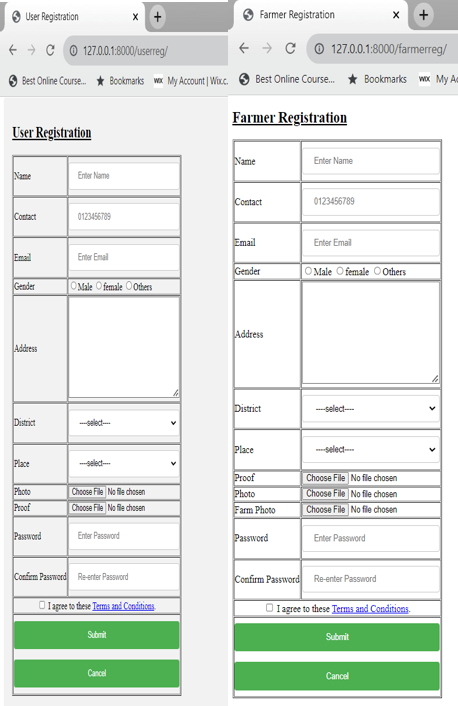 User Registration
127.0.0.1:8000/userreg/
Best Online Course... Bookmarks WIX My Account | Wix.c
User Registration
Name Enter Name
Contact 0123456789
Email Enter Email
Gender Male female Others
Address
District ----select----
Place ----select----
Photo Choose File No file chosen
Proof Choose File No file chosen
Password Enter Password
Confirm Password Re-enter Password
I agree to these Terms and Conditions.
Submit
Cancel
Farmer Registration
127.0.0.1:8000/farmerreg/
Best Online Course... Bookmarks WIX My Ac
Farmer Registration
Name Enter Name
Contact 0123456789
Email Enter Email
Gender Male female Others
Address
District ----select----
Place ----select----
Proof Choose File No file chosen
Photo Choose File No file chosen
Farm Photo Choose File No file chosen
Password Enter Password
Confirm Password Re-enter Password
I agree to these Terms and Conditions.
Submit
Cancel